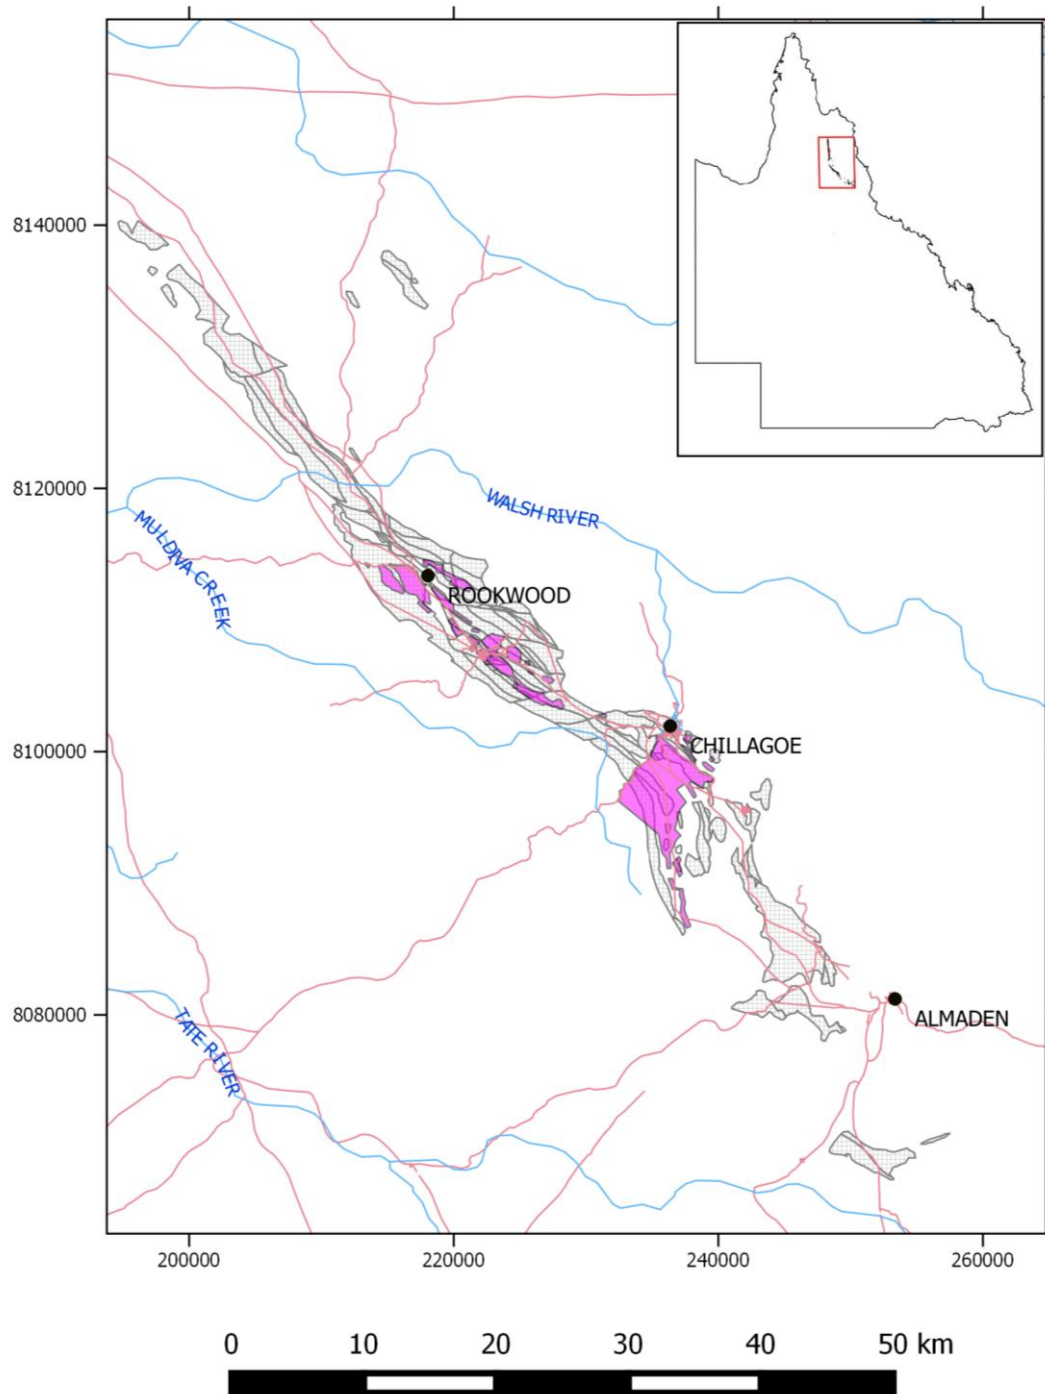 8140000
8120000
WALSH RIVER
MULDIVA CREEK
ROOKWOOD
CHILLAGOE
8100000
8080000
ALMADEN
TATE RIVER
200000
220000
240000
260000
0
10
20
30
40
50 km